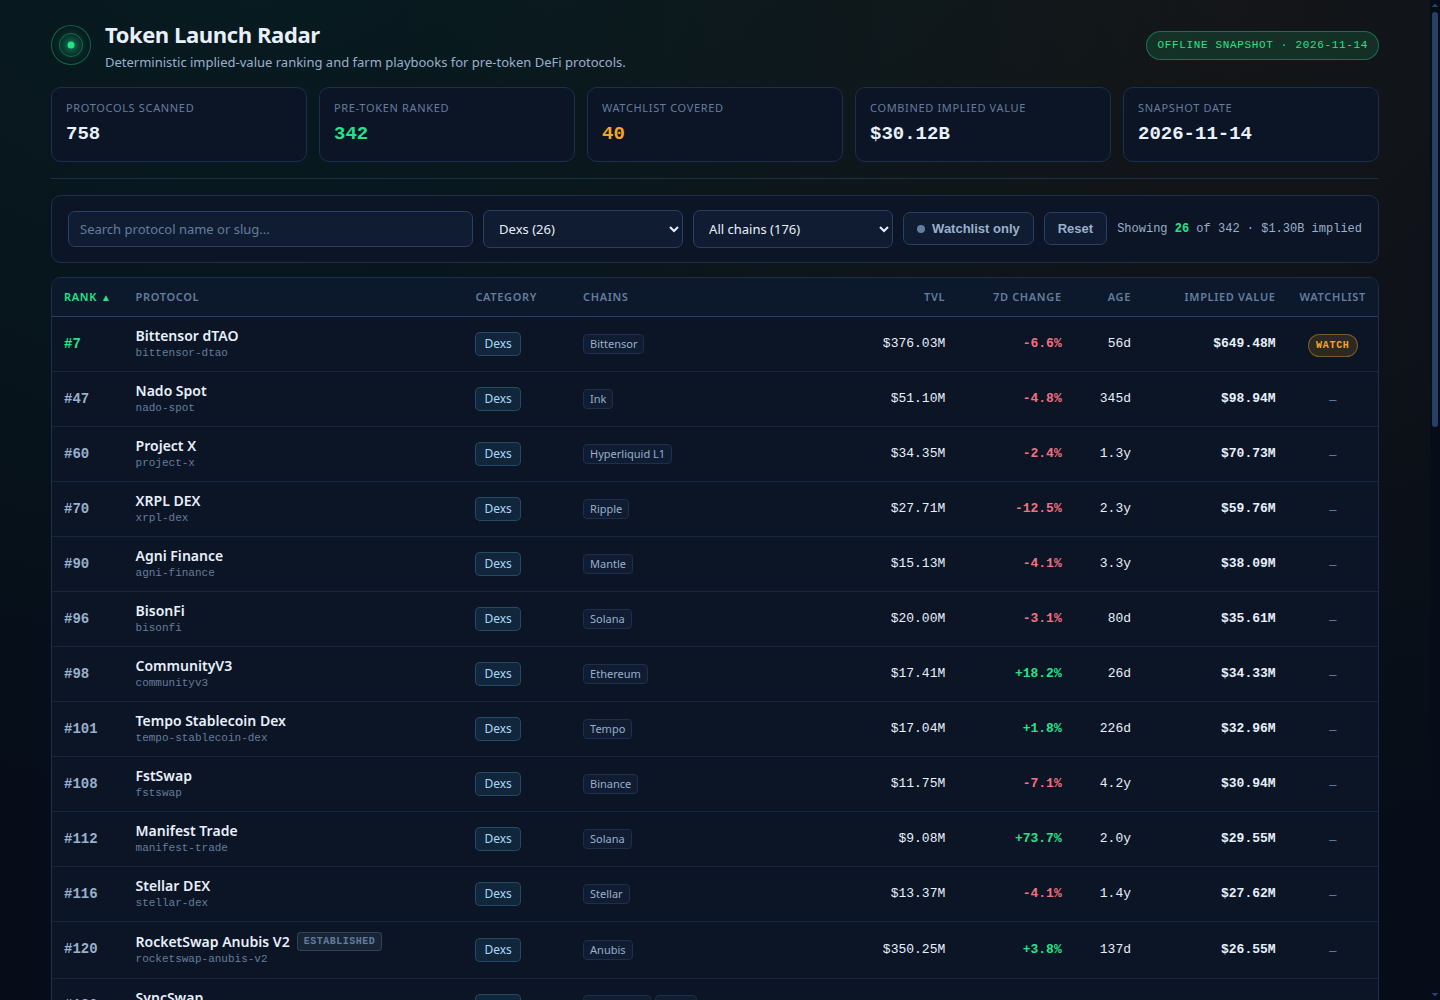 Token Launch Radar
Deterministic implied-value ranking and farm playbooks for pre-token DeFi protocols.
OFFLINE SNAPSHOT · 2026-11-14
PROTOCOLS SCANNED
758
PRE-TOKEN RANKED
342
WATCHLIST COVERED
40
COMBINED IMPLIED VALUE
$30.12B
SNAPSHOT DATE
2026-11-14
Search protocol name or slug...
Dexs (26)
All chains (176)
Watchlist only
Reset
Showing 26 of 342 · $1.30B implied
RANK ▲ PROTOCOL CATEGORY CHAINS TVL 7D CHANGE AGE IMPLIED VALUE WATCHLIST
#7 Bittensor dTAO Dexs Bittensor $376.03M -6.6% 56d $649.48M WATCH
bittensor-dtao
#47 Nado Spot Dexs Ink $51.10M -4.8% 345d $98.94M –
nado-spot
#60 Project X Dexs Hyperliquid L1 $34.35M -2.4% 1.3y $70.73M –
project-x
#70 XRPL DEX Dexs Ripple $27.71M -12.5% 2.3y $59.76M –
xrpl-dex
#90 Agni Finance Dexs Mantle $15.13M -4.1% 3.3y $38.09M –
agni-finance
#96 BisonFi Dexs Solana $20.00M -3.1% 80d $35.61M –
bisonfi
#98 CommunityV3 Dexs Ethereum $17.41M +18.2% 26d $34.33M –
communityv3
#101 Tempo Stablecoin Dex Dexs Tempo $17.04M +1.8% 226d $32.96M –
tempo-stablecoin-dex
#108 FstSwap Dexs Binance $11.75M -7.1% 4.2y $30.94M –
fstswap
#112 Manifest Trade Dexs Solana $9.08M +73.7% 2.0y $29.55M –
manifest-trade
#116 Stellar DEX Dexs Stellar $13.37M -4.1% 1.4y $27.62M –
stellar-dex
#120 RocketSwap Anubis V2 ESTABLISHED Dexs Anubis $350.25M +3.8% 137d $26.55M –
rocketswap-anubis-v2
SyncSwap